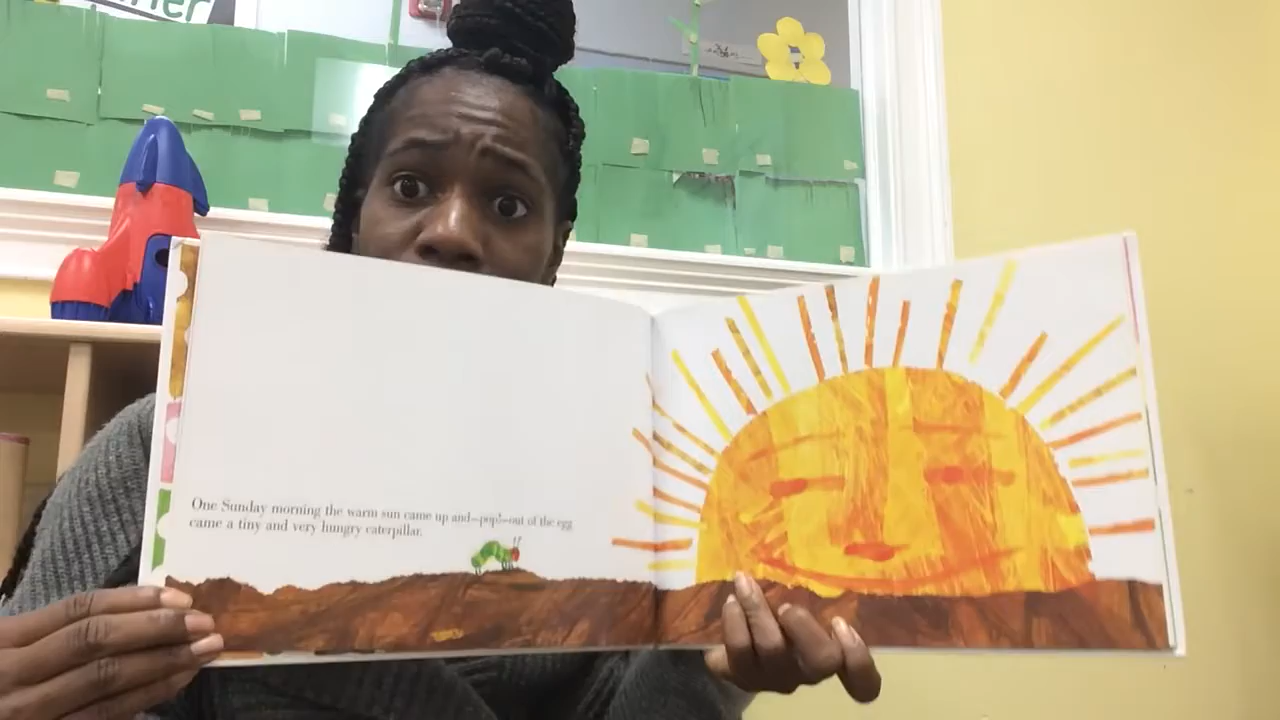 One Sunday morning the warm sun came up and—pop!—out of the egg
came a tiny and very hungry caterpillar.